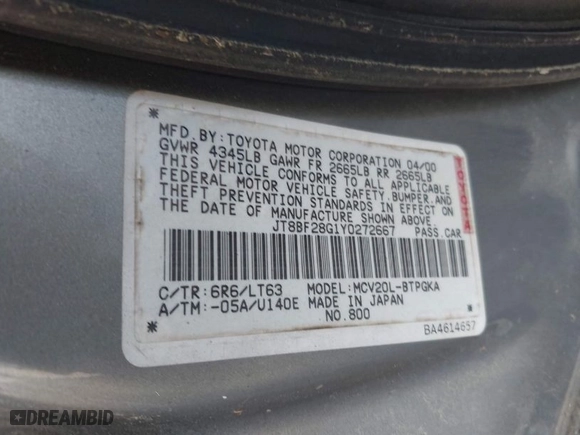 MFD. BY: TOYOTA MOTOR CORPORATION 04/00
GVWR 4345LB GAWR FR 2665LB RR 2665LB
THIS VEHICLE CONFORMS TO ALL APPLICABLE
FEDERAL MOTOR VEHICLE SAFETY, BUMPER, AND
THEFT PREVENTION STANDARDS IN EFFECT ON
THE DATE OF MANUFACTURE SHOWN ABOVE
JT8BF28G1Y0272667 PASS. CAR
C/TR: 6R6/LT63 MODEL: MCV20L-BTPGKA
A/TM: -05A/U140E MADE IN JAPAN
NO. 800
BA4614657
DREAMBID